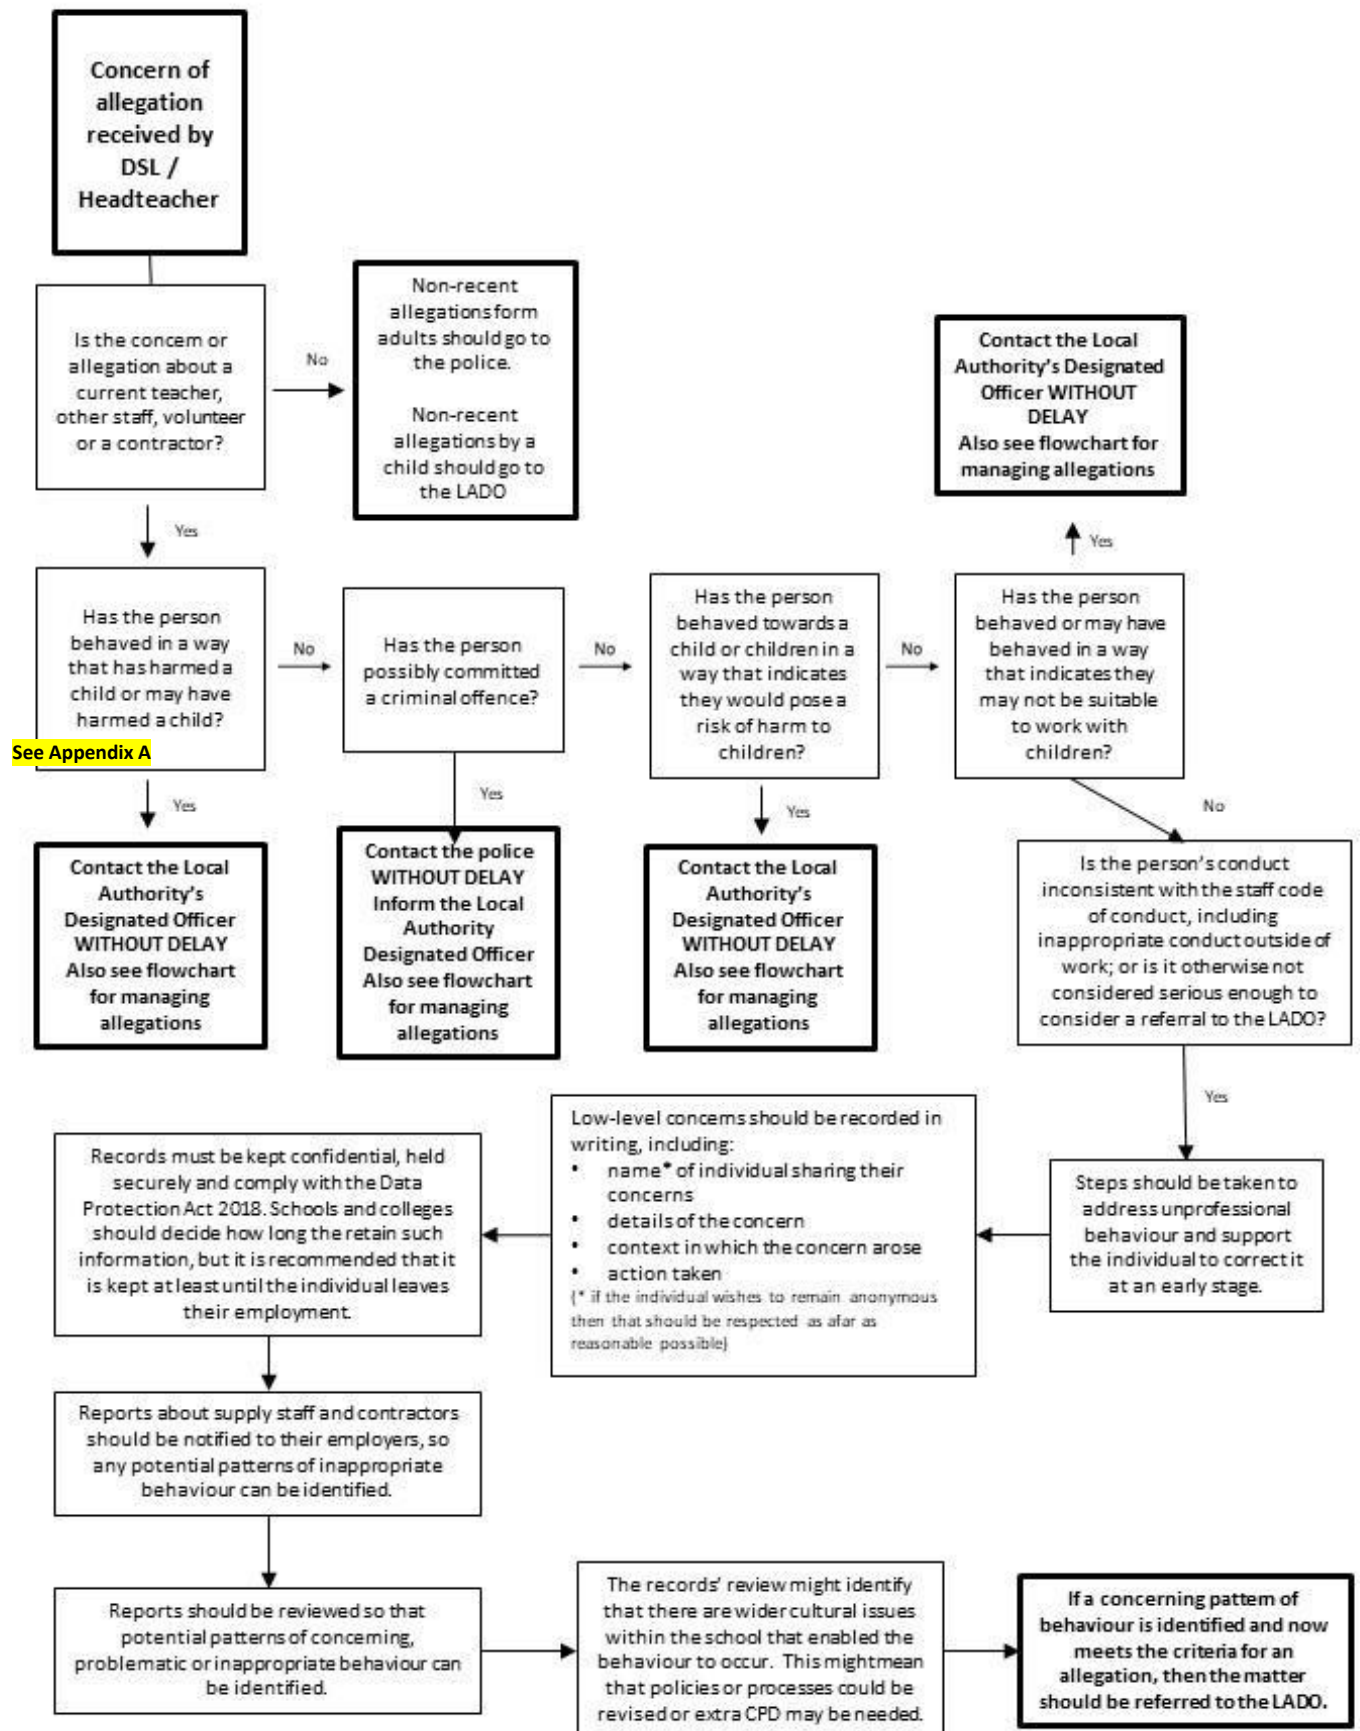 Concern of
allegation
received by
DSL /
Headteacher
Is the concern or
allegation about a
current teacher,
other staff, volunteer
or a contractor?
No
Non-recent
allegations form
adults should go to
the police.
Non-recent
allegations by a
child should go to
the LADO
Contact the Local
Authority's Designated
Officer WITHOUT
DELAY
Also see flowchart for
managing allegations
Yes
Yes
Has the person
behaved in a way
that has harmed a
child or may have
harmed a child?
See Appendix A
No
Has the person
possibly committed
a criminal offence?
No
Has the person
behaved towards a
child or children in a
way that indicates
they would pose a
risk of harm to
children?
No
Has the person
behaved or may have
behaved in a way
that indicates they
may not be suitable
to work with
children?
Yes
Yes
Yes
No
Contact the Local
Authority's
Designated Officer
WITHOUT DELAY
Also see flowchart
for managing
allegations
Contact the police
WITHOUT DELAY
Inform the Local
Authority
Designated Officer
Also see flowchart
for managing
allegations
Contact the Local
Authority's
Designated Officer
WITHOUT DELAY
Also see flowchart
for managing
allegations
Is the person's conduct
inconsistent with the staff code
of conduct, including
inappropriate conduct outside of
work; or is it otherwise not
considered serious enough to
consider a referral to the LADO?
Yes
Steps should be taken to
address unprofessional
behaviour and support
the individual to correct it
at an early stage.
Low-level concerns should be recorded in
writing, including:
• name* of individual sharing their
concerns
• details of the concern
• context in which the concern arose
• action taken
(* if the individual wishes to remain anonymous
then that should be respected as afar as
reasonable possible)
Records must be kept confidential, held
securely and comply with the Data
Protection Act 2018. Schools and colleges
should decide how long the retain such
information, but it is recommended that it
is kept at least until the individual leaves
their employment.
Reports about supply staff and contractors
should be notified to their employers, so
any potential patterns of inappropriate
behaviour can be identified.
Reports should be reviewed so that
potential patterns of concerning,
problematic or inappropriate behaviour can
be identified.
The records' review might identify
that there are wider cultural issues
within the school that enabled the
behaviour to occur. This might mean
that policies or processes could be
revised or extra CPD may be needed.
If a concerning pattern of
behaviour is identified and now
meets the criteria for an
allegation, then the matter
should be referred to the LADO.